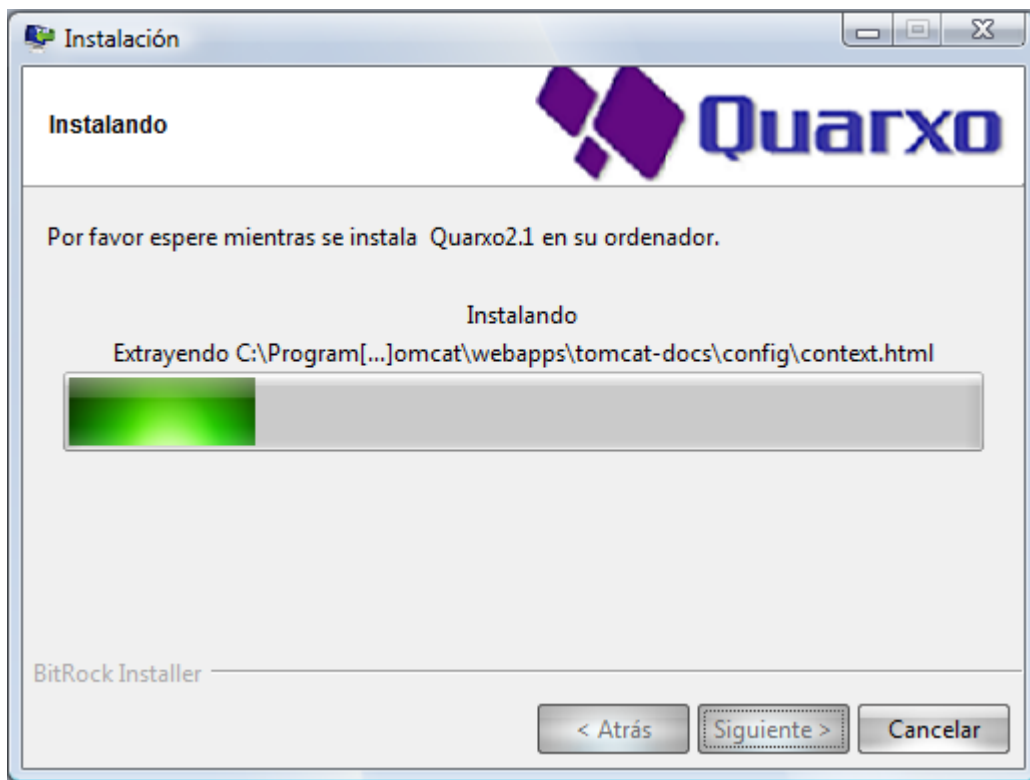 Instalación
Instalando
Quarxo
Por favor espere mientras se instala  Quarxo2.1 en su ordenador.
Instalando
Extrayendo C:\Program[...]omcat\webapps\tomcat-docs\config\context.html
BitRock Installer
< Atrás
Siguiente >
Cancelar